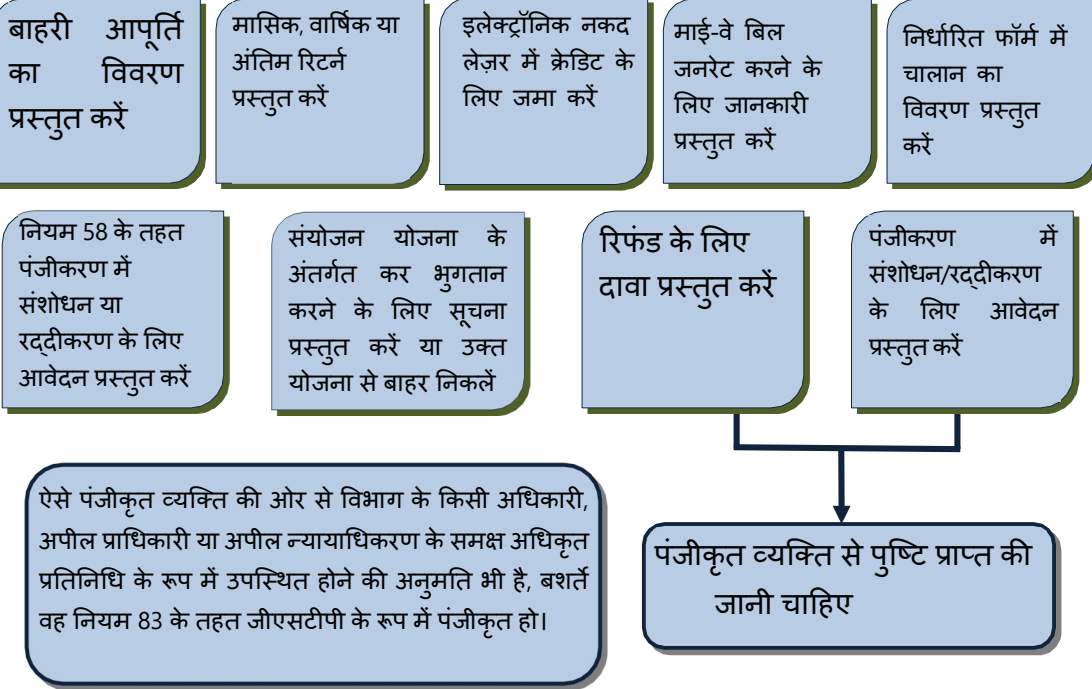 बाहरी आपूर्ति
का विवरण
प्रस्तुत करें
मासिक, वार्षिक या
अंतिम रिटर्न
प्रस्तुत करें
इलेक्ट्रॉनिक नकद
लेज़र में क्रेडिट के
लिए जमा करें
माई-वे बिल
जनरेट करने के
लिए जानकारी
प्रस्तुत करें
निर्धारित फॉर्म में
चालान का
विवरण प्रस्तुत
करें
नियम 58 के तहत
पंजीकरण में
संशोधन या
रद्दीकरण के लिए
आवेदन प्रस्तुत करें
संयोजन योजना के
अंतर्गत कर भुगतान
करने के लिए सूचना
प्रस्तुत करें या उक्त
योजना से बाहर निकलें
रिफंड के लिए
दावा प्रस्तुत करें
पंजीकरण में
संशोधन/रद्दीकरण
के लिए आवेदन
प्रस्तुत करें
ऐसे पंजीकृत व्यक्ति की ओर से विभाग के किसी अधिकारी,
अपील प्राधिकारी या अपील न्यायाधिकरण के समक्ष अधिकृत
प्रतिनिधि के रूप में उपस्थित होने की अनुमति भी है, बशर्ते
वह नियम 83 के तहत जीएसटीपी के रूप में पंजीकृत हो।
पंजीकृत व्यक्ति से पुष्टि प्राप्त की
जानी चाहिए